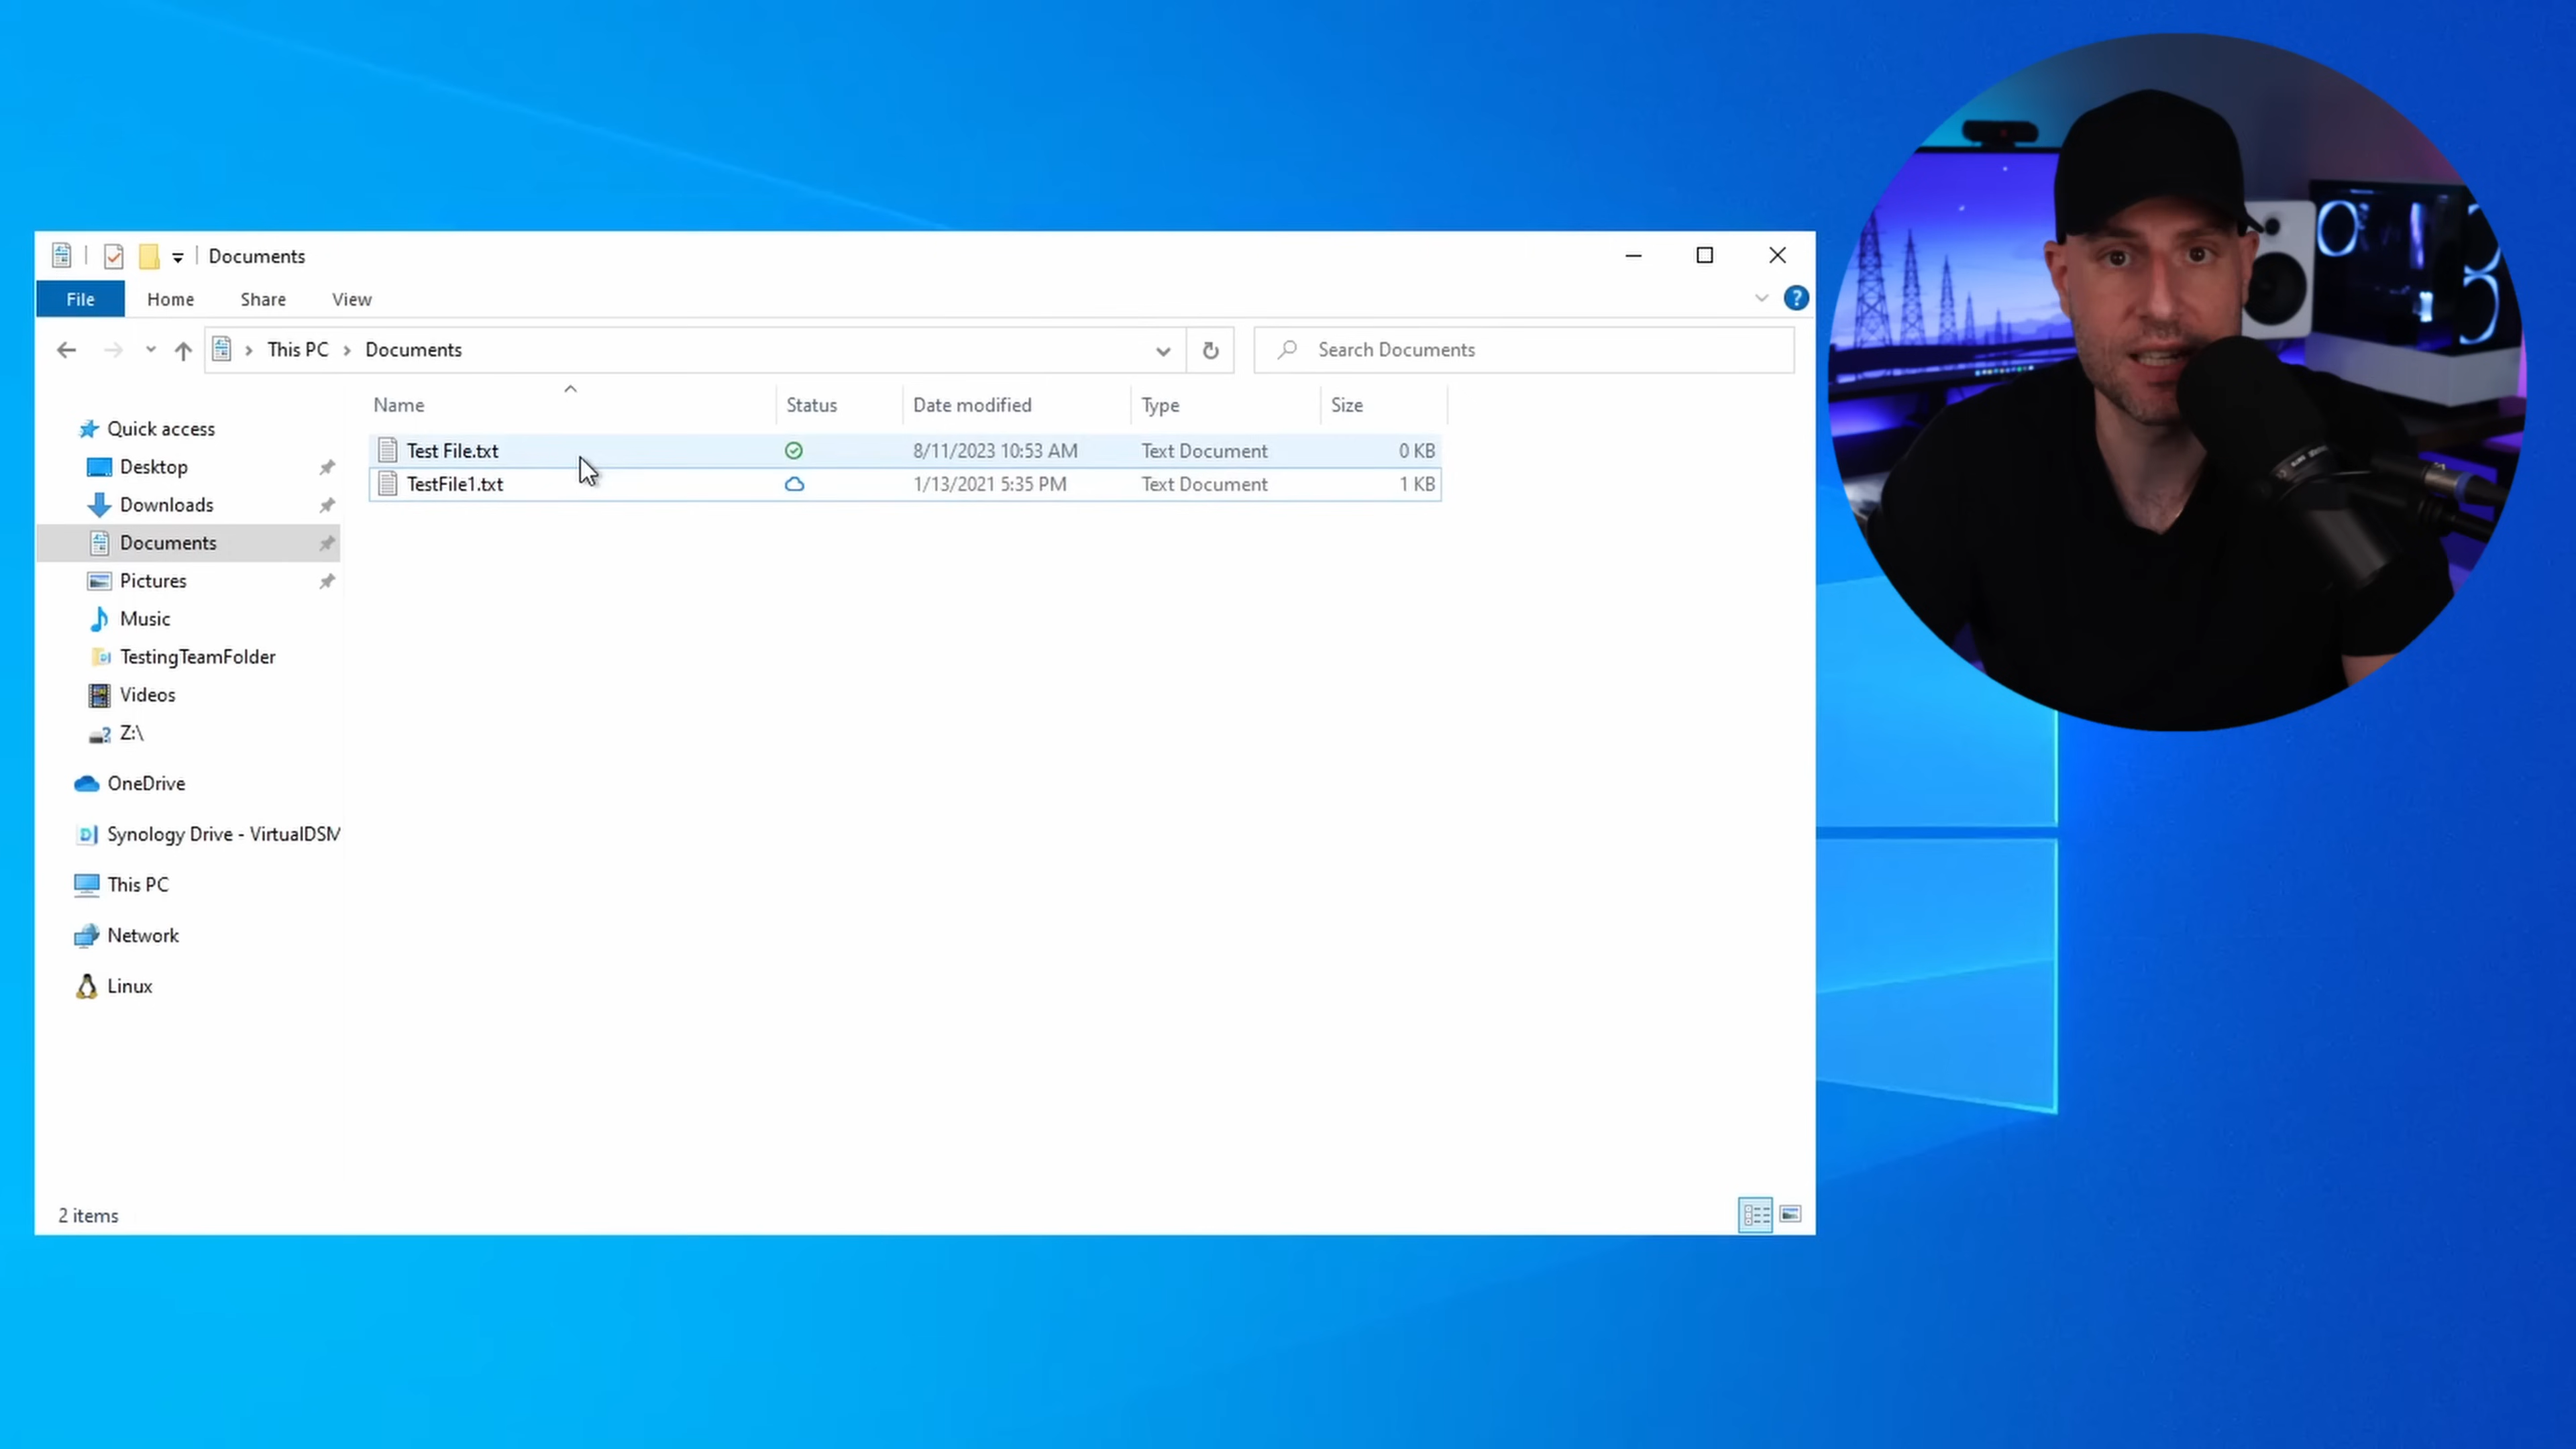 Documents
File Home Share View
?
This PC Documents
Search Documents
Name Status Date modified Type Size
Test File.txt 8/11/2023 10:53 AM Text Document 0 KB
TestFile1.txt 1/13/2021 5:35 PM Text Document 1 KB
Quick access
Desktop
Downloads
Documents
Pictures
Music
TestingTeamFolder
Videos
Z:\
OneDrive
Synology Drive - VirtualDSM
This PC
Network
Linux
2 items